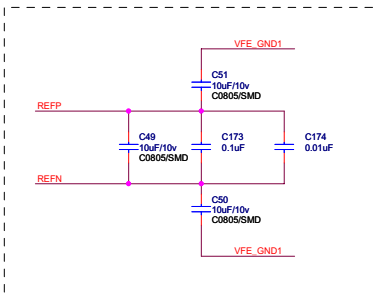 VFE_GND1
C51
10uF/10v
C0805/SMD
REFP
C49
10uF/10v
C0805/SMD
C173
0.1uF
C174
0.01uF
REFN
C50
10uF/10v
C0805/SMD
VFE_GND1